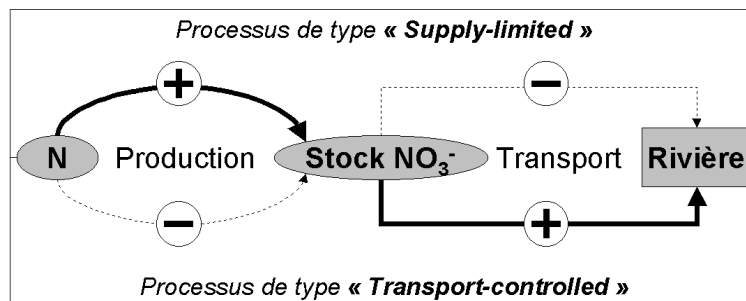 Processus de type « Supply-limited »
+
−
N Production Stock NO₃⁻ Transport Rivière
−
+
Processus de type « Transport-controlled »